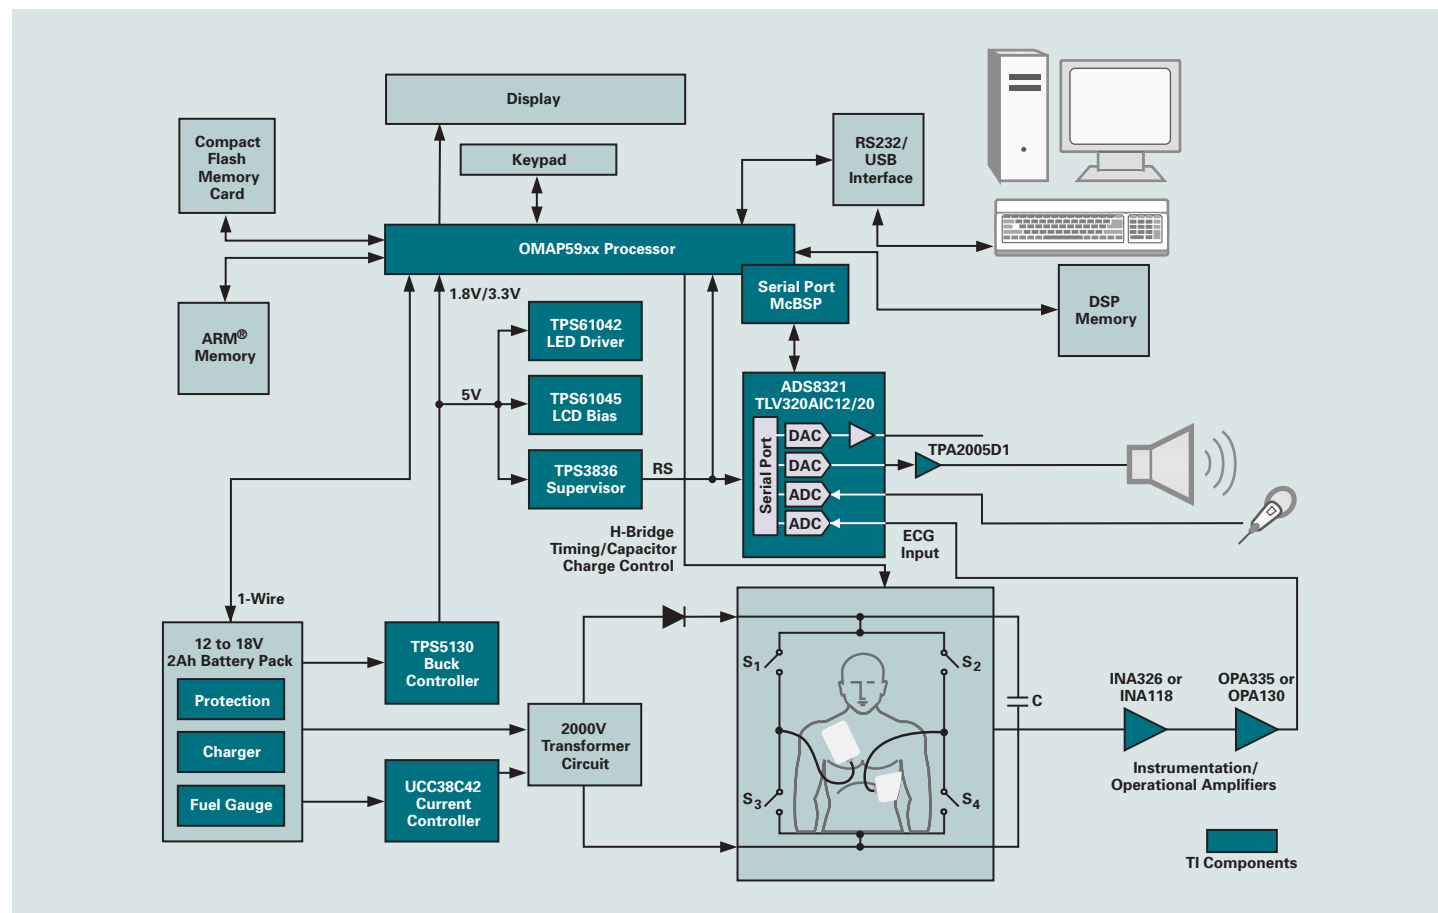 Display
Compact
Flash
Memory
Card
Keypad
RS232/
USB
Interface
OMAP59xx Processor
Serial Port
McBSP
DSP
Memory
ARM®
Memory
1.8V/3.3V
TPS61042
LED Driver
5V
TPS61045
LCD Bias
TPS3836
Supervisor
RS
ADS8321
TLV320AIC12/20
Serial Port
DAC
DAC
ADC
ADC
TPA2005D1
ECG
Input
H-Bridge
Timing/Capacitor
Charge Control
1-Wire
12 to 18V
2Ah Battery Pack
Protection
Charger
Fuel Gauge
TPS5130
Buck
Controller
UCC38C42
Current
Controller
2000V
Transformer
Circuit
S1
S2
S3
S4
C
INA326 or
INA118
OPA335 or
OPA130
Instrumentation/
Operational Amplifiers
TI Components